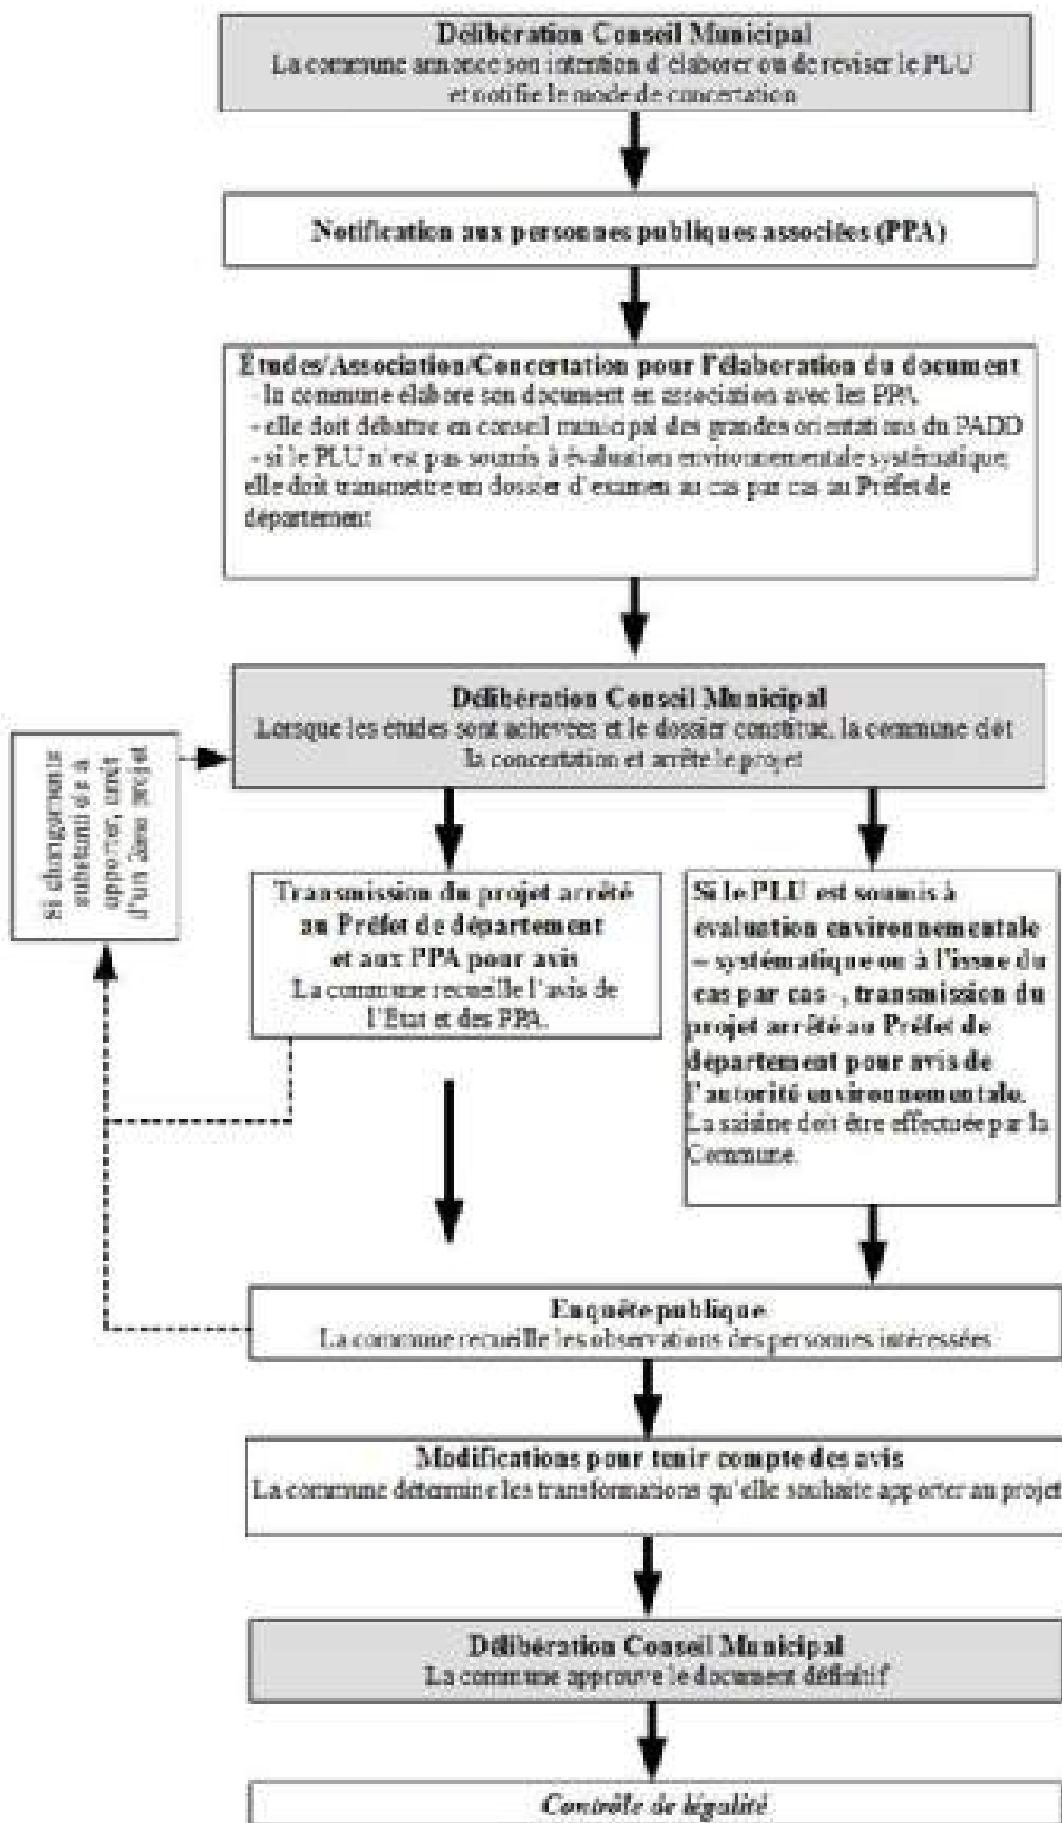 Délibération Conseil Municipal
La commune annonce son intention d'élaborer ou de reviser le PLU
et notifie le mode de concertation
Notification aux personnes publiques associées (PPA)
Études/Association/Concertation pour l'élaboration du document
- la commune élabore son document en association avec les PPA
- elle doit débattre en conseil municipal des grandes orientations du PADD
- si le PLU n'est pas soumis à évaluation environnementale systématique,
elle doit transmettre un dossier d'examen au cas par cas au Préfet de
département
Délibération Conseil Municipal
Lorsque les études sont achevées et le dossier constitué, la commune clôt
la concertation et arrête le projet
Si changements
apporter,
d'un 2ème projet
Transmission du projet arrêté
au Préfet de département
et aux PPA pour avis
La commune recueille l'avis de
l'État et des PPA.
Si le PLU est soumis à
évaluation environnementale
– systématique ou à l'issue du
cas par cas -, transmission du
projet arrêté au Préfet de
département pour avis de
l'autorité environnementale.
La saisine doit être effectuée par la
Commune.
Enquête publique
La commune recueille les observations des personnes intéressées
Modifications pour tenir compte des avis
La commune détermine les transformations qu'elle souhaite apporter au projet
Délibération Conseil Municipal
La commune approuve le document définitif
Contrôle de légalité